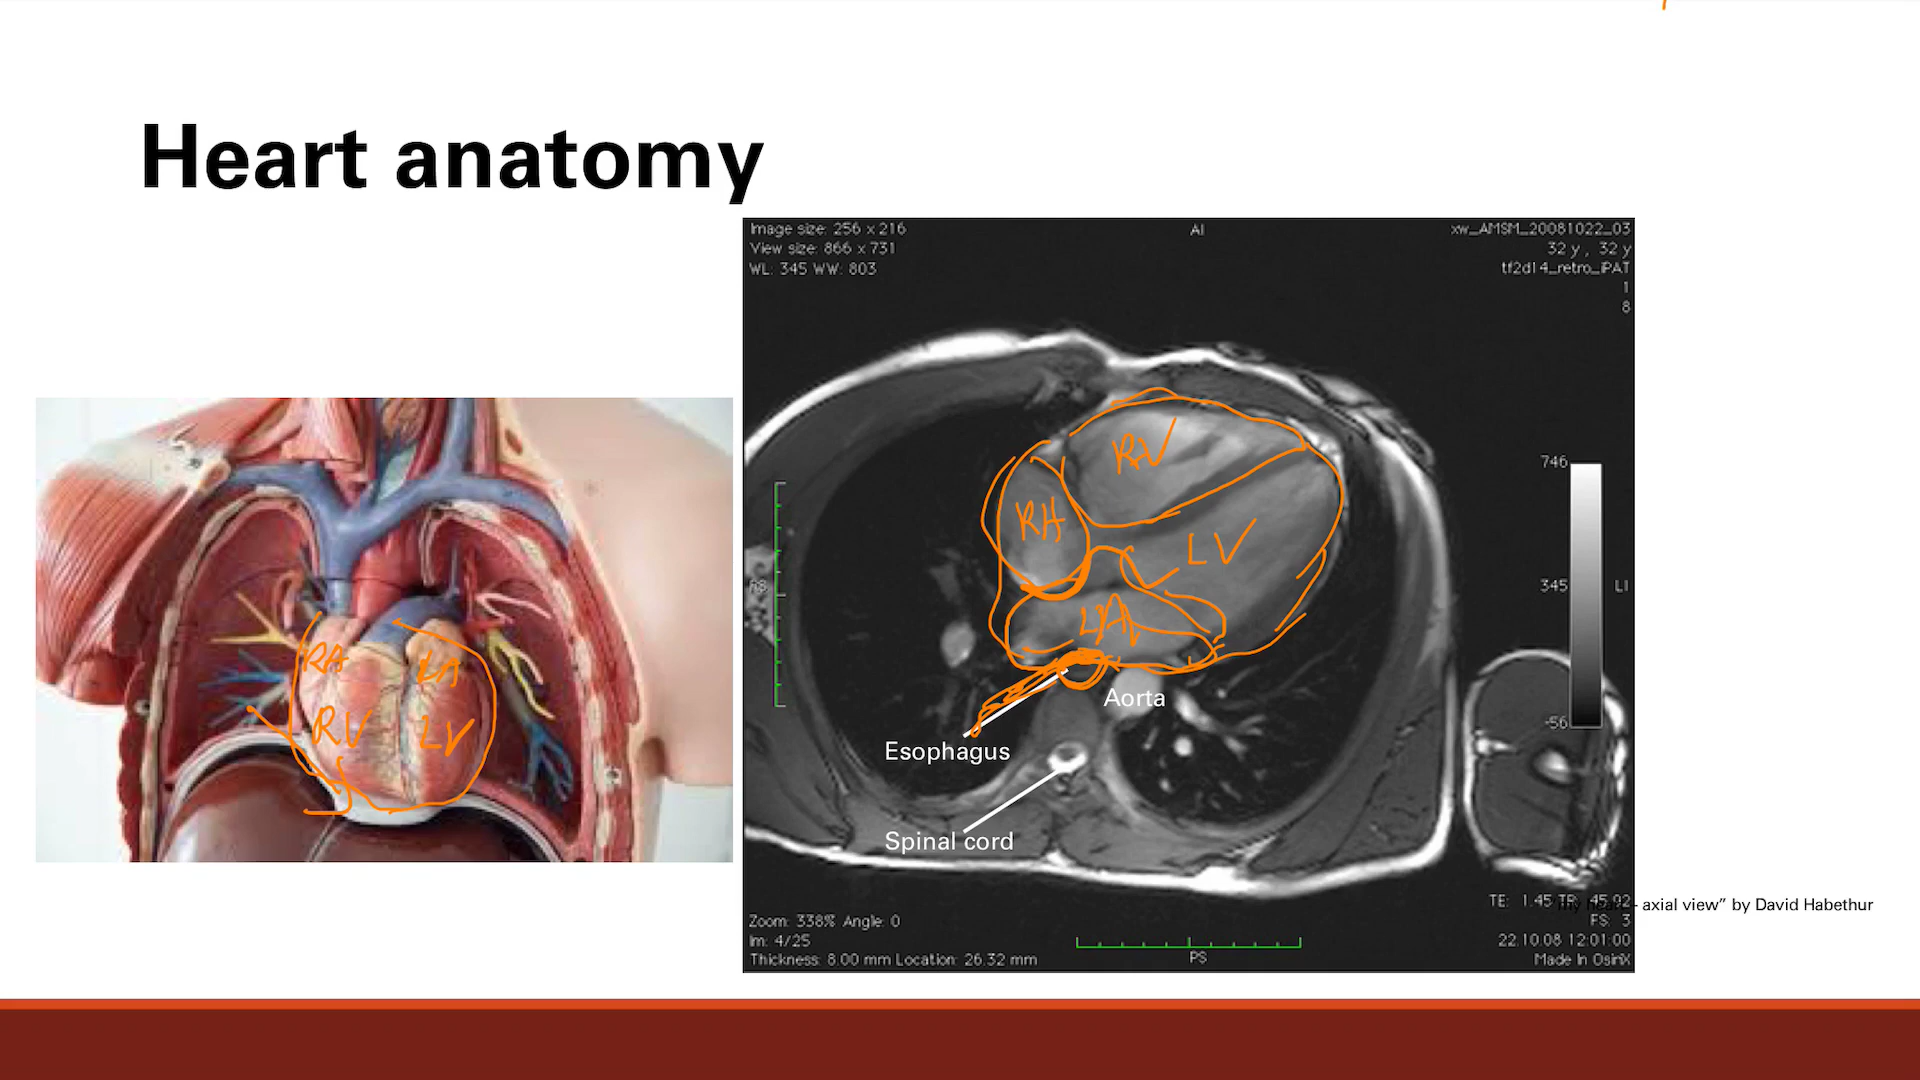 Heart anatomy
Image size: 256 x 216
View size: 866 x 731
WL: 345 WW: 803
AI
xw_AMSM_20081022_03
32 y, 32 y
tf2d14_retro_iPAT
1
8
RV
RH
LV
LA
746
345
-56
LI
RA
LA
RV
LV
Aorta
Esophagus
Spinal cord
axial view” by David Habethur
Zoom: 338% Angle: 0
Im: 4/25
Thickness: 8.00 mm Location: 26.32 mm
PS
TE: 1.45 TR: 45.92
FS: 3
22.10.08 12:01:00
Made In OsiriX